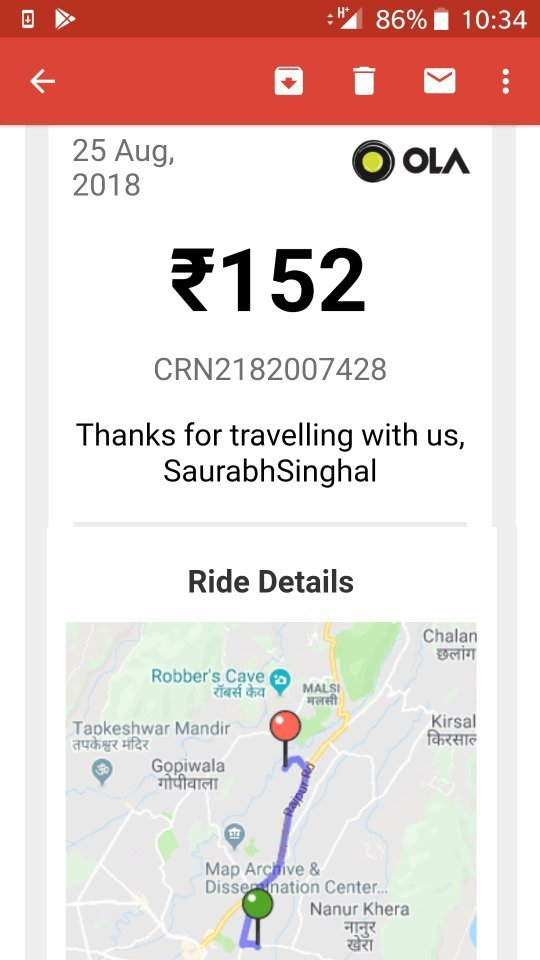 H+ 86% 10:34
25 Aug,
2018
OLA
₹152
CRN2182007428
Thanks for travelling with us,
SaurabhSinghal
Ride Details
Chalan
छलांग
Robber's Cave
रॉबर्स केव
MALSI
मलसी
Tapkeshwar Mandir
तपकेश्वर मंदिर
Kirsal
किरसाल
Gopiwala
गोपीवाला
Rajpur Rd
Map Archive &
Dissemination Center...
Nanur Khera
नानुर
खेरा